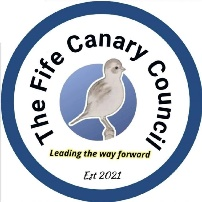 The Fife Canary Council
Leading the way forward
Est 2021